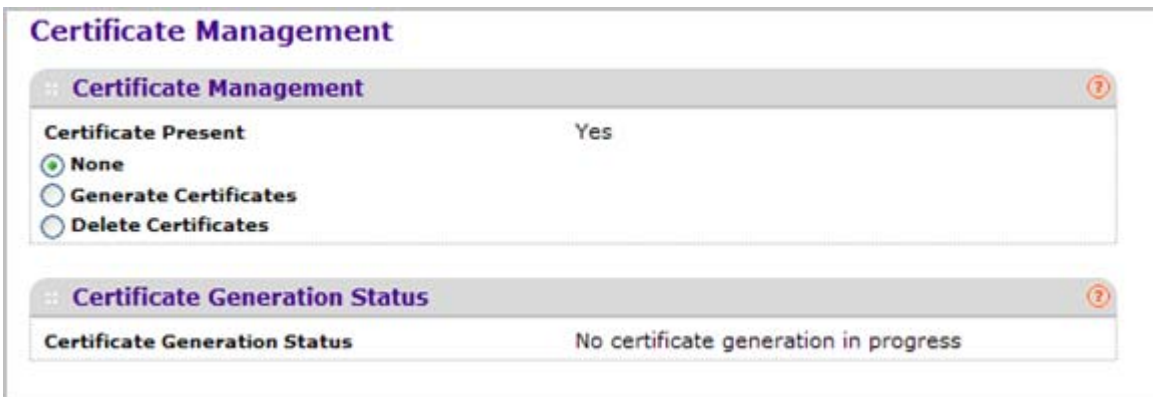 Certificate Management
Certificate Management
Certificate Present Yes
None
Generate Certificates
Delete Certificates
Certificate Generation Status
Certificate Generation Status No certificate generation in progress